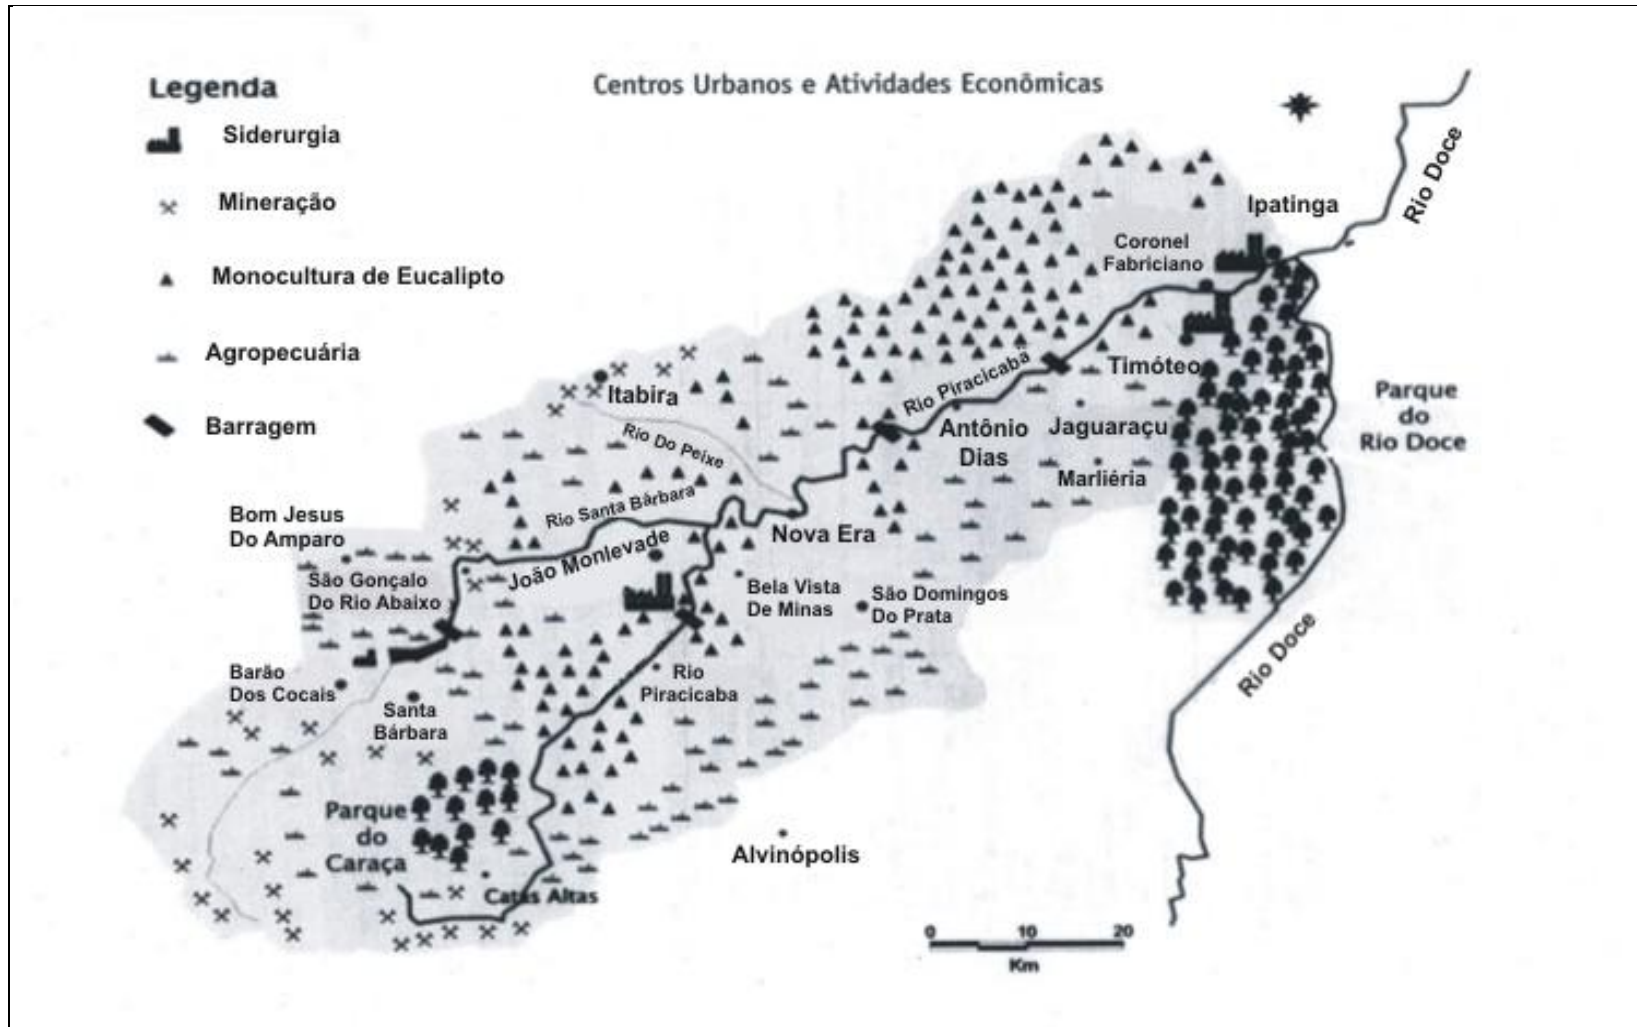 Legenda
Centros Urbanos e Atividades Econômicas
Siderurgia
Mineração
Monocultura de Eucalipto
Agropecuária
Barragem
Rio Doce
Ipatinga
Coronel
Fabriciano
Timóteo
Parque
do
Rio Doce
Rio Piracicaba
Itabira
Rio Do Peixe
Antônio
Dias
Jaguaraçu
Marliéria
Rio Santa Bárbara
Bom Jesus
Do Amparo
Nova Era
João Monlevade
São Gonçalo
Do Rio Abaixo
Bela Vista
De Minas
São Domingos
Do Prata
Rio Doce
Barão
Dos Cocais
Rio
Piracicaba
Santa
Bárbara
Parque
do
Caraça
Alvinópolis
Catas Altas
0 10 20
Km